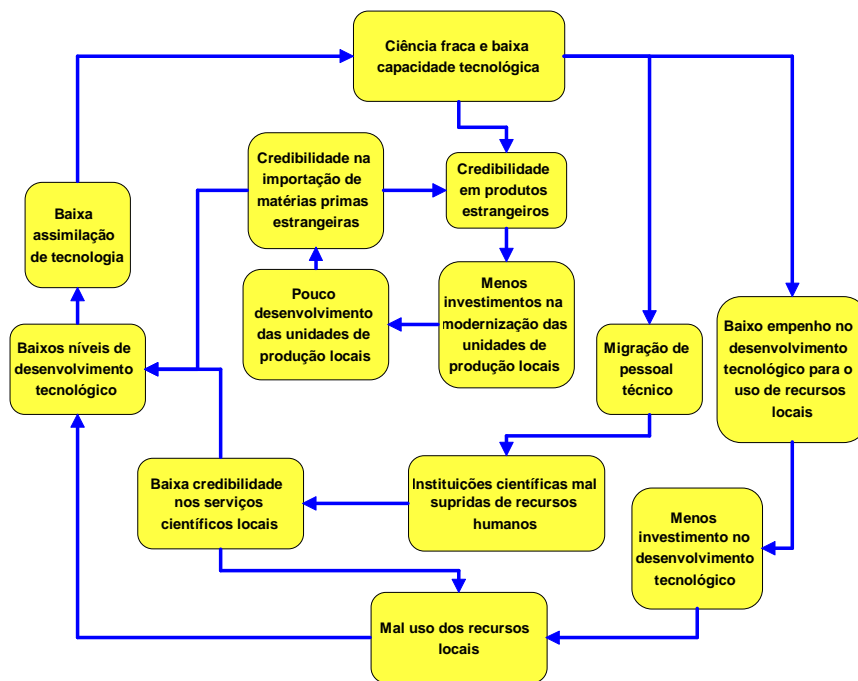 Ciência fraca e baixa
capacidade tecnológica
Credibilidade na
importação de
matérias primas
estrangeiras
Credibilidade
em produtos
estrangeiros
Baixa
assimilação
de tecnologia
Pouco
desenvolvimento
das unidades de
produção locais
Menos
investimentos na
modernização das
unidades de
produção locais
Baixos níveis de
desenvolvimento
tecnológico
Migração de
pessoal
técnico
Baixo empenho no
desenvolvimento
tecnológico para o
uso de recursos
locais
Baixa credibilidade
nos serviços
científicos locais
Instituições científicas mal
supridas de recursos
humanos
Menos
investimento no
desenvolvimento
tecnológico
Mal uso dos recursos
locais